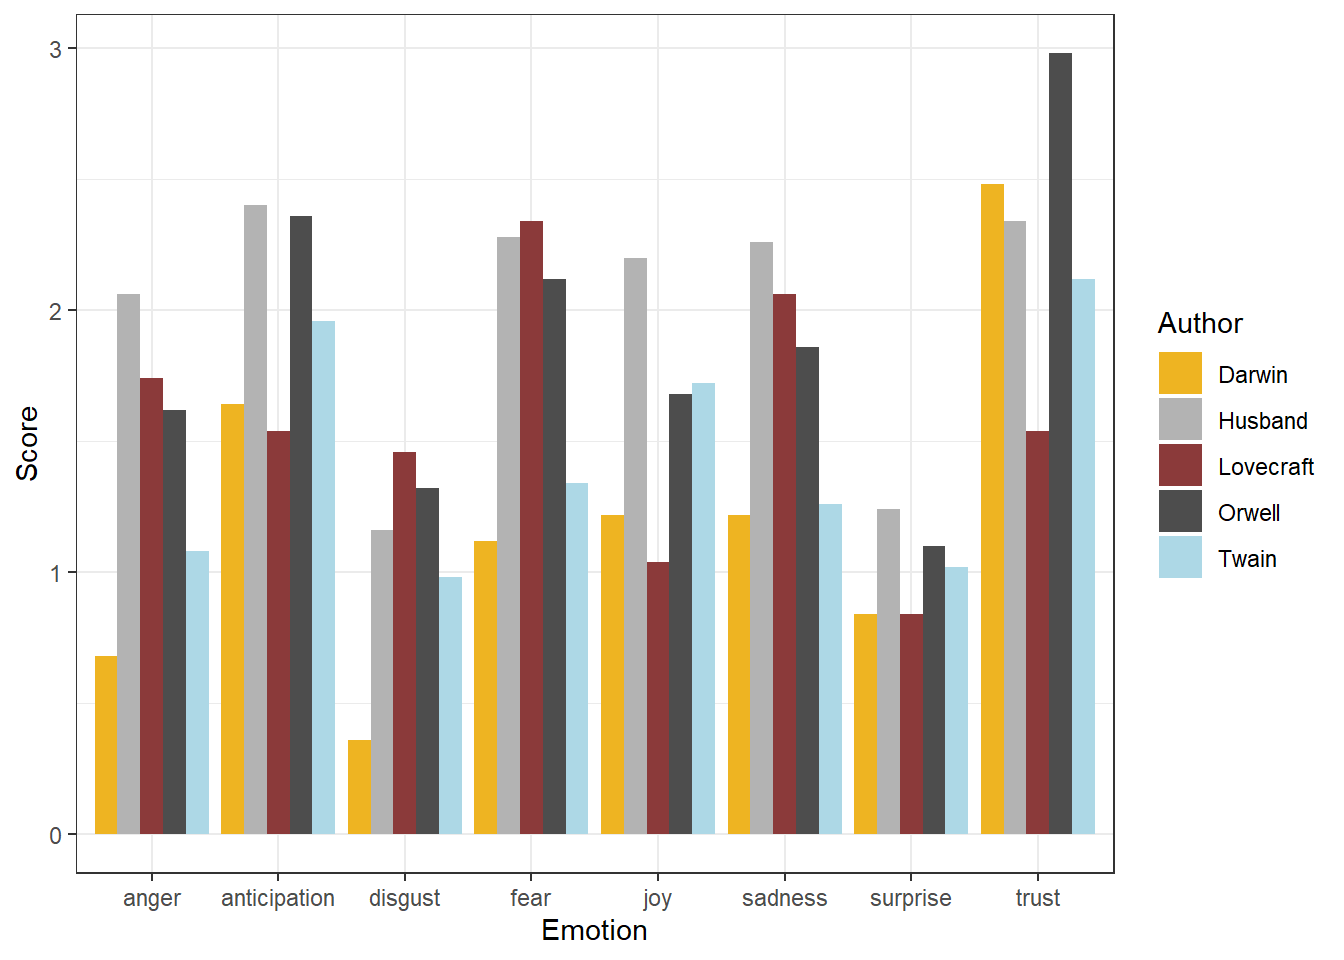 3
2
1
0
Score
anger anticipation disgust fear joy sadness surprise trust
Emotion
Author
Darwin
Husband
Lovecraft
Orwell
Twain